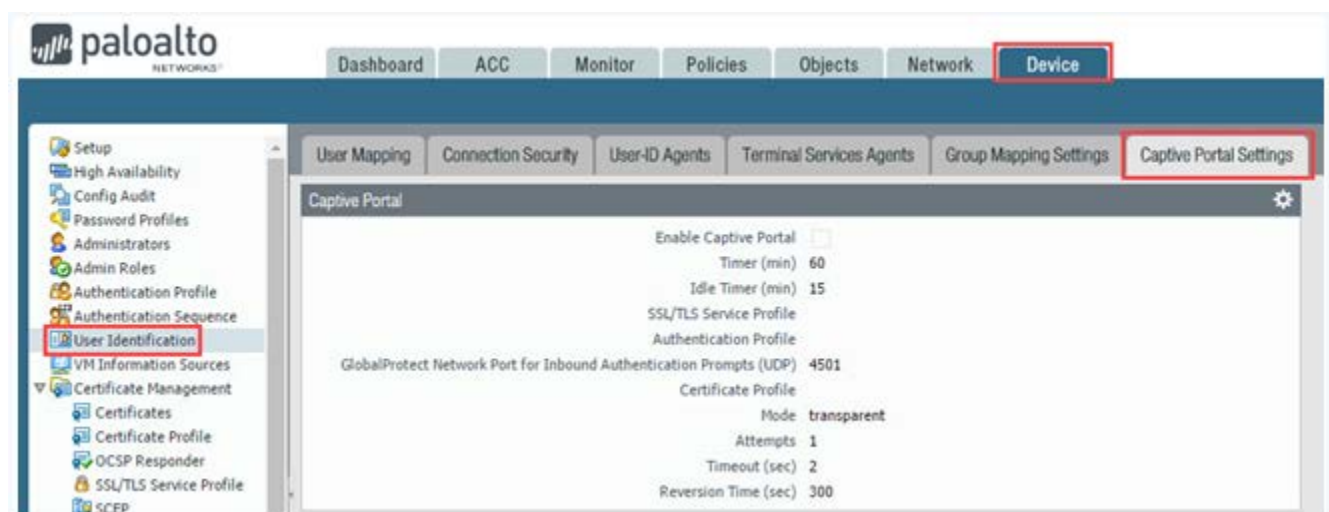 paloalto
NETWORKS
Dashboard ACC Monitor Policies Objects Network Device
Setup
High Availability
Config Audit
Password Profiles
Administrators
Admin Roles
Authentication Profile
Authentication Sequence
User Identification
VM Information Sources
Certificate Management
Certificates
Certificate Profile
OCSP Responder
SSL/TLS Service Profile
SCEP
User Mapping Connection Security User-ID Agents Terminal Services Agents Group Mapping Settings Captive Portal Settings
Captive Portal
Enable Captive Portal
Timer (min) 60
Idle Timer (min) 15
SSL/TLS Service Profile
Authentication Profile
GlobalProtect Network Port for Inbound Authentication Prompts (UDP) 4501
Certificate Profile
Mode transparent
Attempts 1
Timeout (sec) 2
Reversion Time (sec) 300